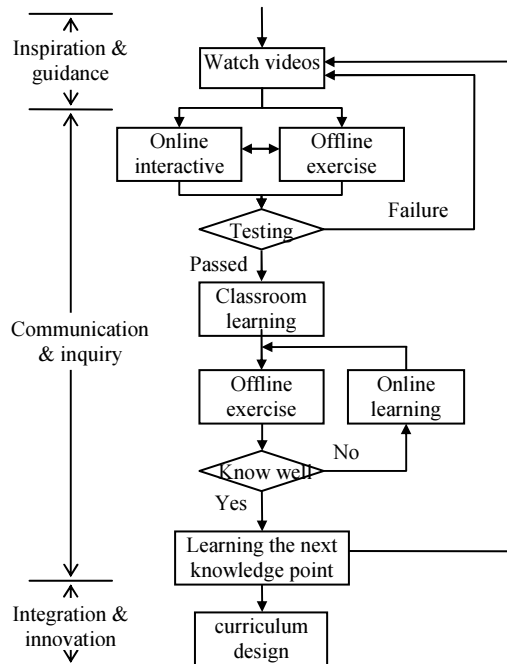 Inspiration &
guidance
Watch videos
Online
interactive
Offline
exercise
Testing
Failure
Passed
Classroom
learning
Communication
& inquiry
Offline
exercise
Online
learning
Know well
No
Yes
Learning the next
knowledge point
Integration &
innovation
curriculum
design